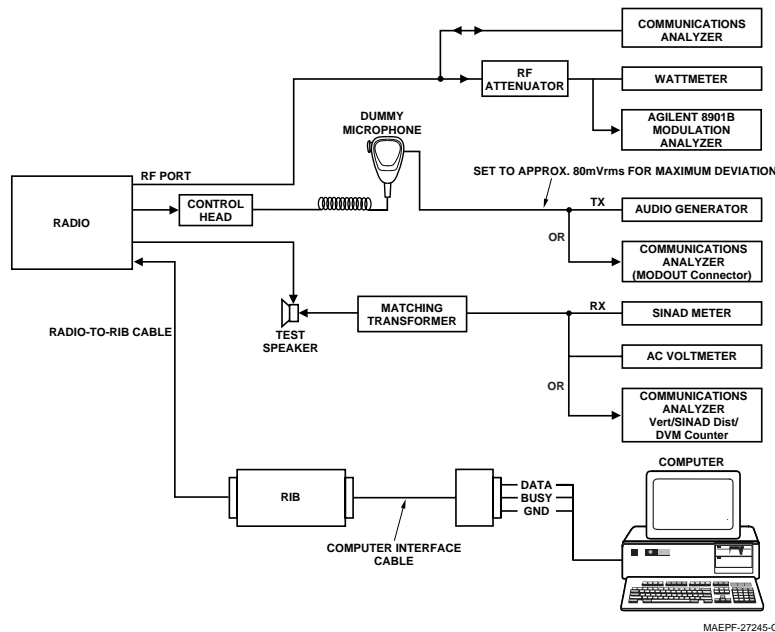 COMMUNICATIONS
ANALYZER
RF
ATTENUATOR
WATTMETER
DUMMY
MICROPHONE
AGILENT 8901B
MODULATION
ANALYZER
SET TO APPROX. 80mVrms FOR MAXIMUM DEVIATION
RF PORT
RADIO
CONTROL
HEAD
TX
AUDIO GENERATOR
OR
COMMUNICATIONS
ANALYZER
(MODOUT Connector)
RADIO-TO-RIB CABLE
TEST
SPEAKER
MATCHING
TRANSFORMER
RX
SINAD METER
AC VOLTMETER
OR
COMMUNICATIONS
ANALYZER
Vert/SINAD Dist/
DVM Counter
COMPUTER
RIB
DATA
BUSY
GND
COMPUTER INTERFACE
CABLE
MAEPF-27245-O